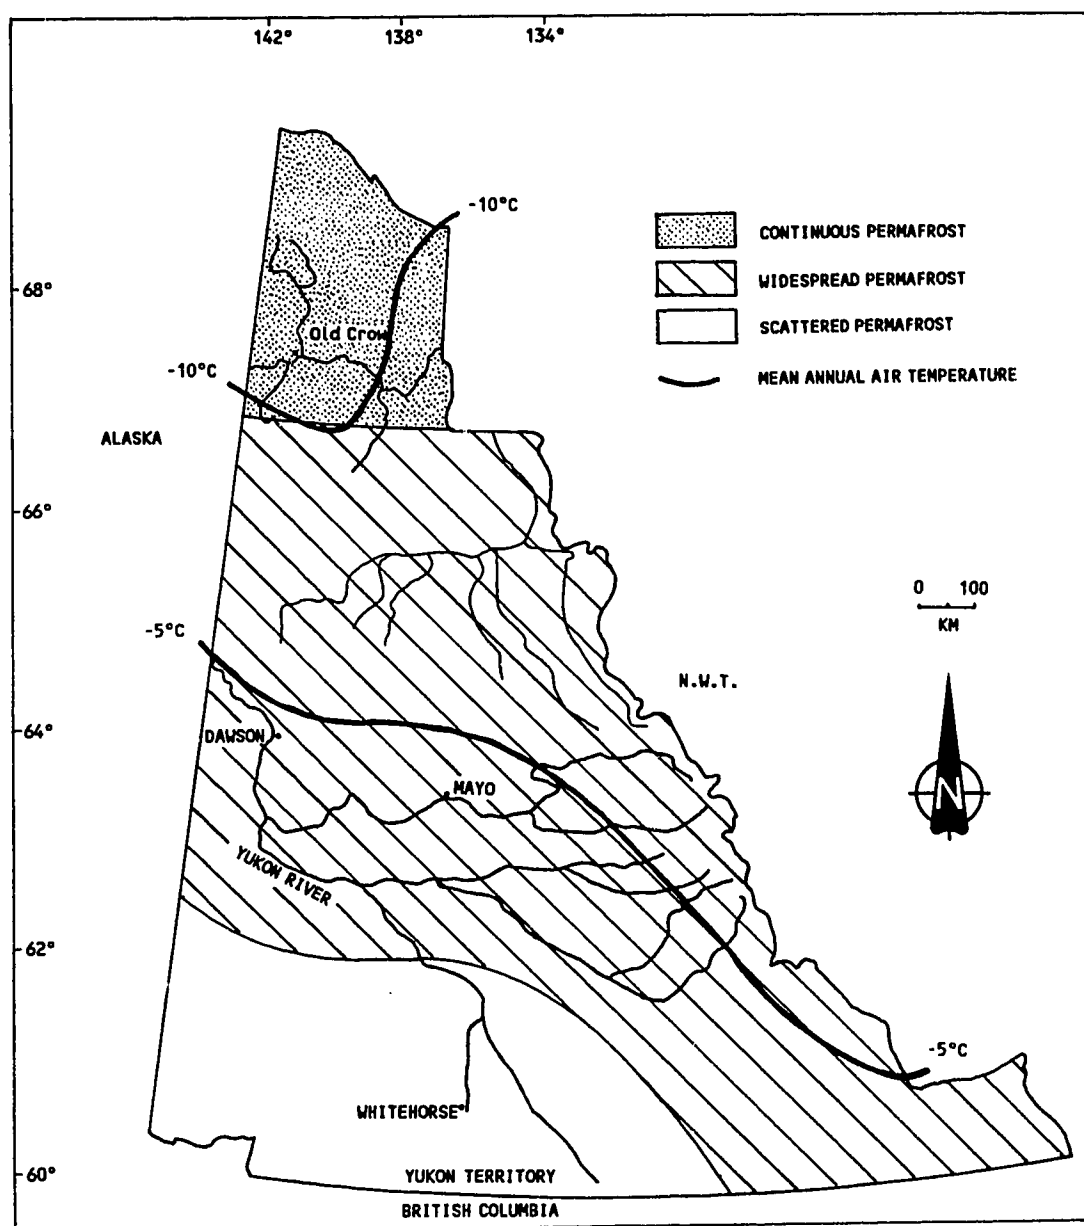 142° 138° 134°
-10°C
CONTINUOUS PERMAFROST
WIDESPREAD PERMAFROST
68°
SCATTERED PERMAFROST
Old Crow
-10°C
MEAN ANNUAL AIR TEMPERATURE
ALASKA
66°
0 100
KM
-5°C
N.W.T.
64°
DAWSON
MAYO
N
YUKON RIVER
62°
-5°C
WHITEHORSE
60°
YUKON TERRITORY
BRITISH COLUMBIA